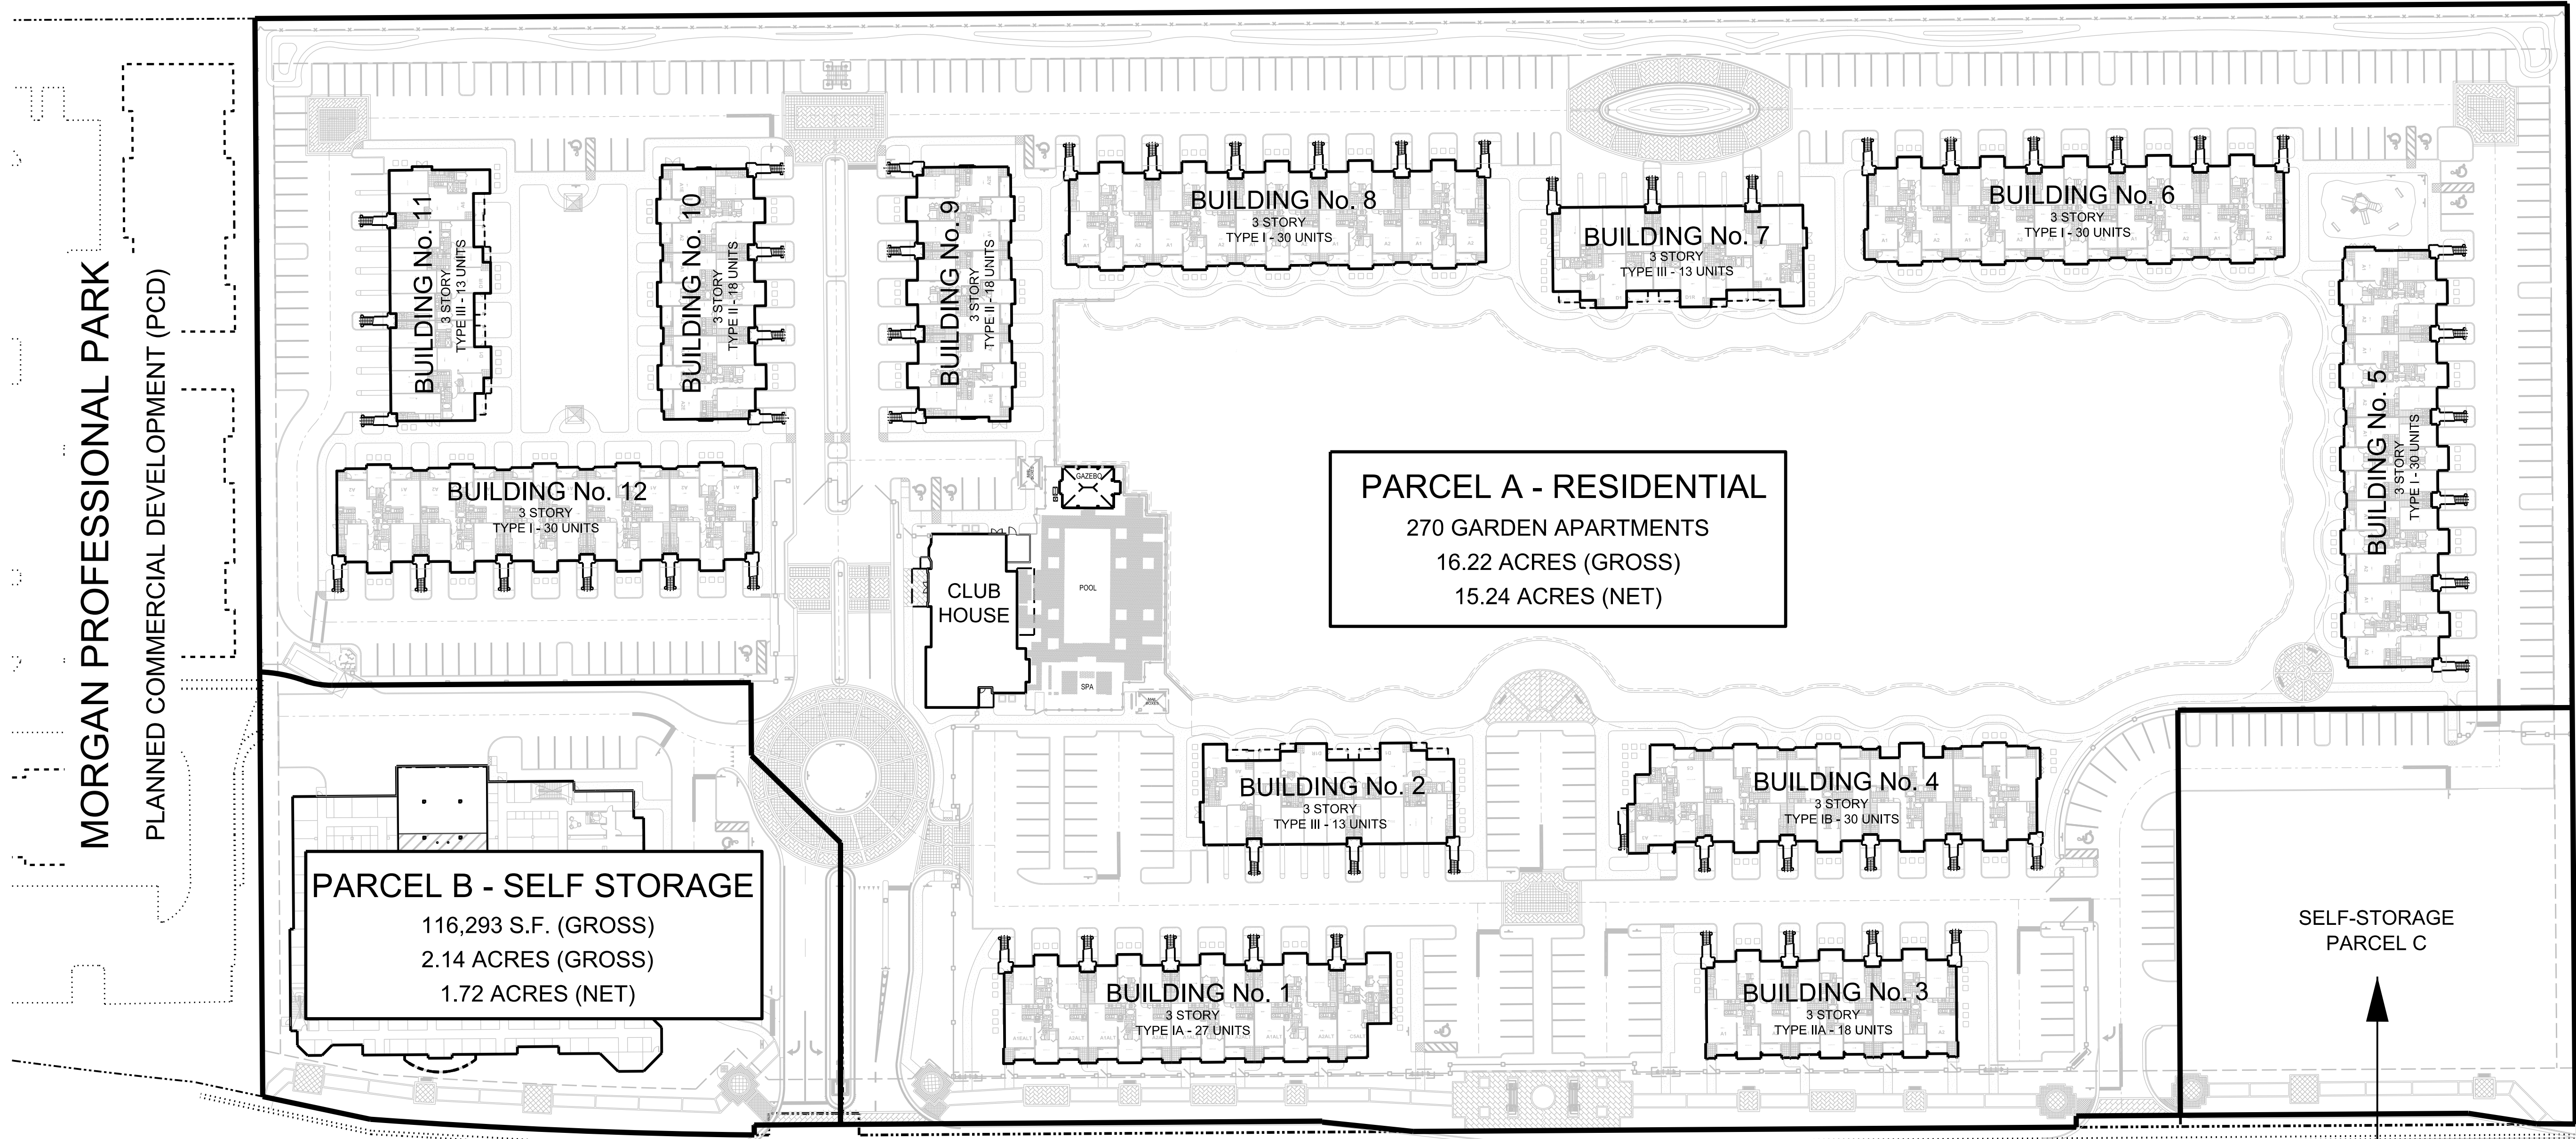 MORGAN PROFESSIONAL PARK
PLANNED COMMERCIAL DEVELOPMENT (PCD)
BUILDING No. 11
3 STORY
TYPE III - 13 UNITS
BUILDING No. 10
3 STORY
TYPE II - 18 UNITS
BUILDING No. 9
3 STORY
TYPE II - 18 UNITS
BUILDING No. 8
3 STORY
TYPE I - 30 UNITS
BUILDING No. 7
3 STORY
TYPE III - 13 UNITS
BUILDING No. 6
3 STORY
TYPE I - 30 UNITS
BUILDING No. 5
3 STORY
TYPE I - 30 UNITS
BUILDING No. 12
3 STORY
TYPE I - 30 UNITS
GAZEBO
CLUB
HOUSE
POOL
SPA
PARCEL A - RESIDENTIAL
270 GARDEN APARTMENTS
16.22 ACRES (GROSS)
15.24 ACRES (NET)
BUILDING No. 2
3 STORY
TYPE III - 13 UNITS
BUILDING No. 4
3 STORY
TYPE IB - 30 UNITS
PARCEL B - SELF STORAGE
116,293 S.F. (GROSS)
2.14 ACRES (GROSS)
1.72 ACRES (NET)
BUILDING No. 1
3 STORY
TYPE IA - 27 UNITS
BUILDING No. 3
3 STORY
TYPE IIA - 18 UNITS
SELF-STORAGE
PARCEL C